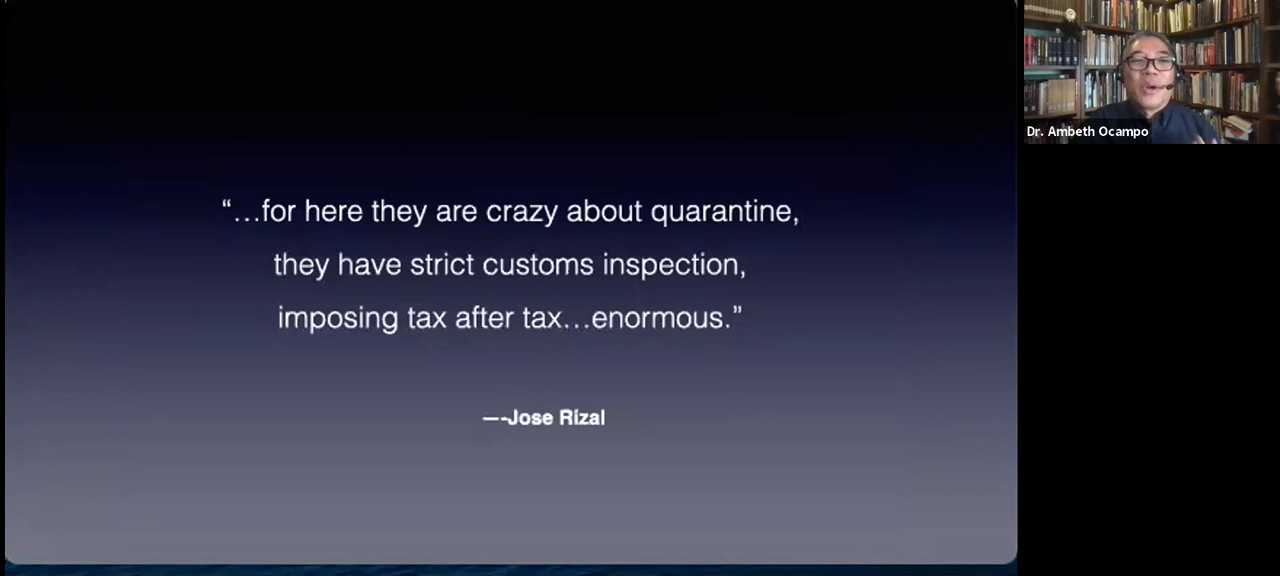 “…for here they are crazy about quarantine,
they have strict customs inspection,
imposing tax after tax…enormous.”
—-Jose Rizal
Dr. Ambeth Ocampo